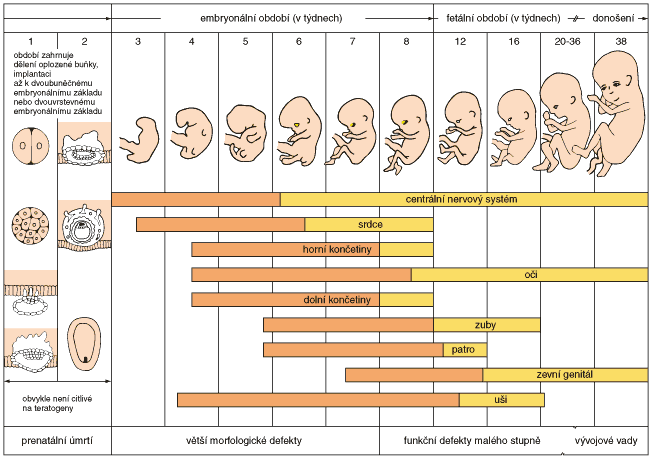 embryonální období (v týdnech)
fetální období (v týdnech)
donošení
1
2
3
4
5
6
7
8
12
16
20-36
38
období zahrnuje
dělení oplozené buňky,
implantaci
až k dvoubuněčnému
embryonálnímu základu
nebo dvouvrstevnému
embryonálnímu základu
centrální nervový systém
srdce
horní končetiny
oči
dolní končetiny
zuby
patro
zevní genitál
uši
obvykle není citlivé
na teratogeny
prenatální úmrtí
větší morfologické defekty
funkční defekty malého stupně
vývojové vady